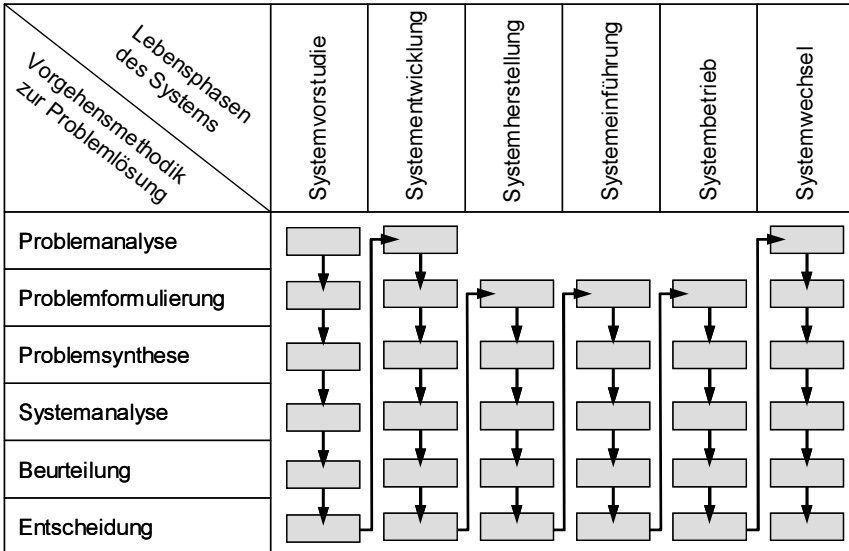 Lebensphasen
des Systems
Vorgehensmethodik
zur Problemlösung
Systemvorstudie
Systementwicklung
Systemherstellung
Systemeinführung
Systembetrieb
Systemwechsel
Problemanalyse
Problemformulierung
Problemsynthese
Systemanalyse
Beurteilung
Entscheidung